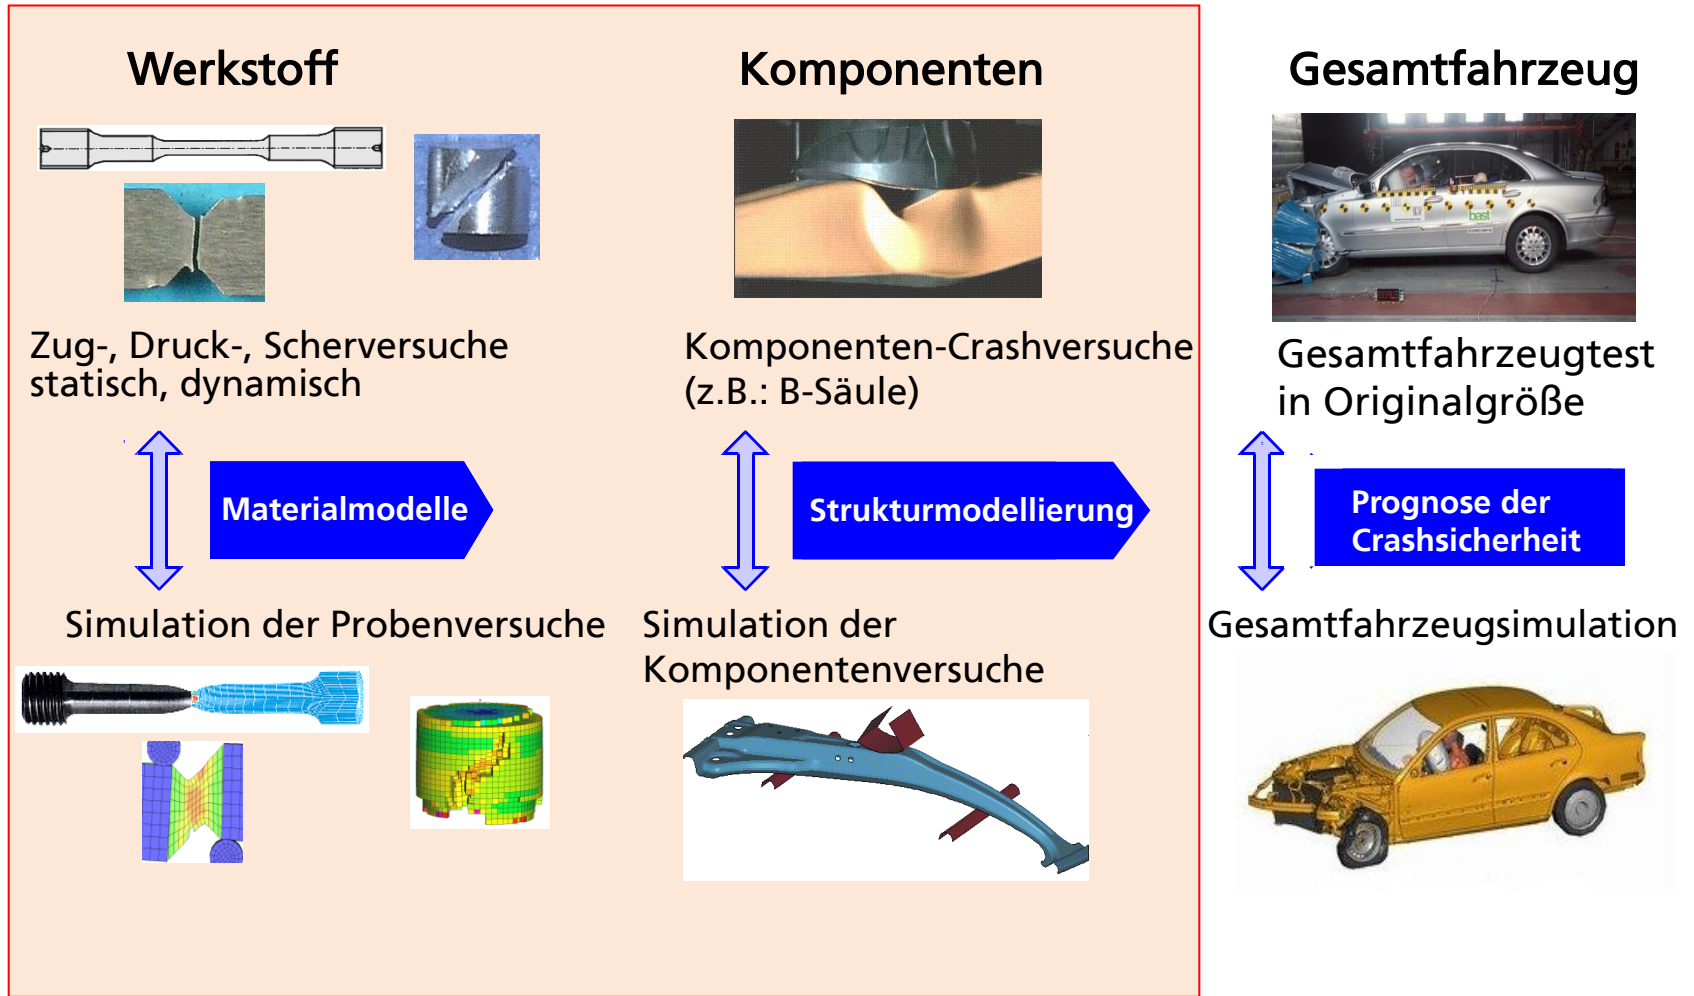 Werkstoff
Zug-, Druck-, Scherversuche
statisch, dynamisch
Materialmodelle
Simulation der Probenversuche
Komponenten
Komponenten-Crashversuche
(z.B.: B-Säule)
Strukturmodellierung
Simulation der
Komponentenversuche
Gesamtfahrzeug
bast
Gesamtfahrzeugtest
in Originalgröße
Prognose der
Crashsicherheit
Gesamtfahrzeugsimulation